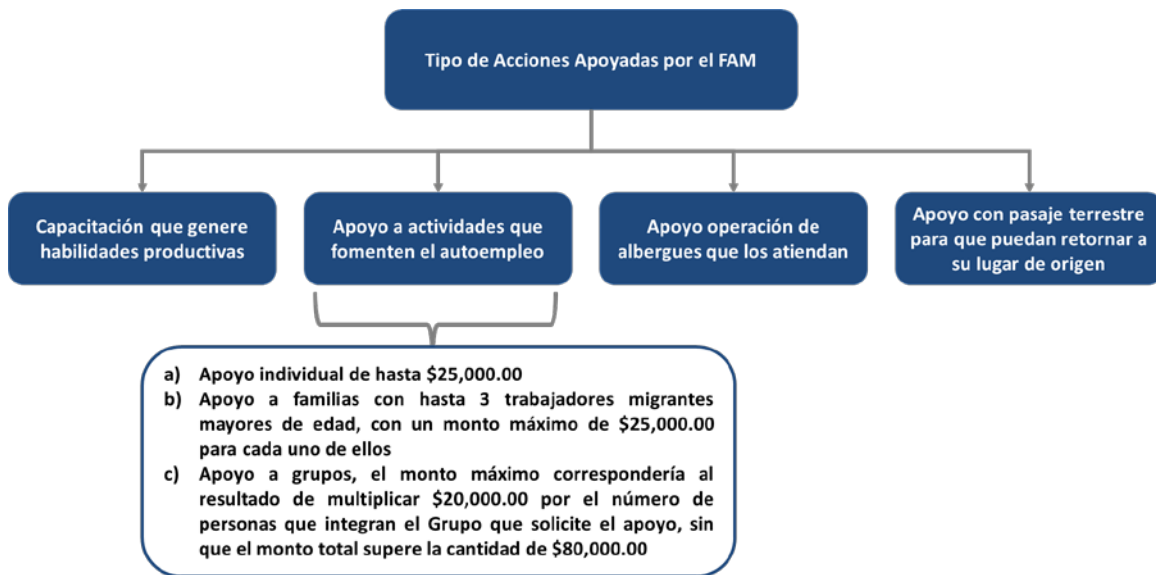 Tipo de Acciones Apoyadas por el FAM
Capacitación que genere
habilidades productivas
Apoyo a actividades que
fomenten el autoempleo
Apoyo operación de
albergues que los atiendan
Apoyo con pasaje terrestre
para que puedan retornar a
su lugar de origen
a) Apoyo individual de hasta $25,000.00
b) Apoyo a familias con hasta 3 trabajadores migrantes
mayores de edad, con un monto máximo de $25,000.00
para cada uno de ellos
c) Apoyo a grupos, el monto máximo correspondería al
resultado de multiplicar $20,000.00 por el número de
personas que integran el Grupo que solicite el apoyo, sin
que el monto total supere la cantidad de $80,000.00